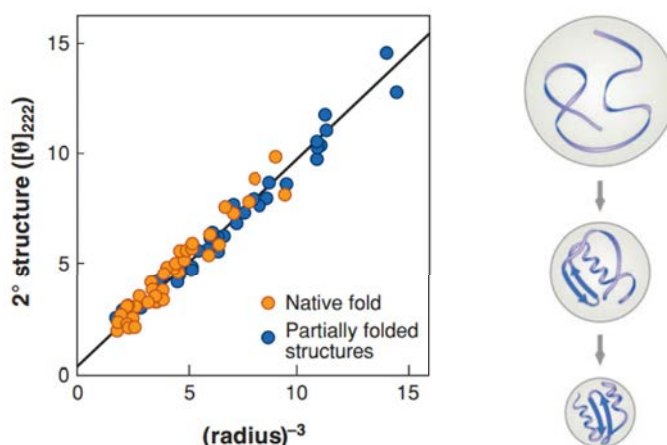 2° structure ([θ]₂₂₂)
15
10
5
0
Native fold
Partially folded
structures
0 5 10 15
(radius)⁻³